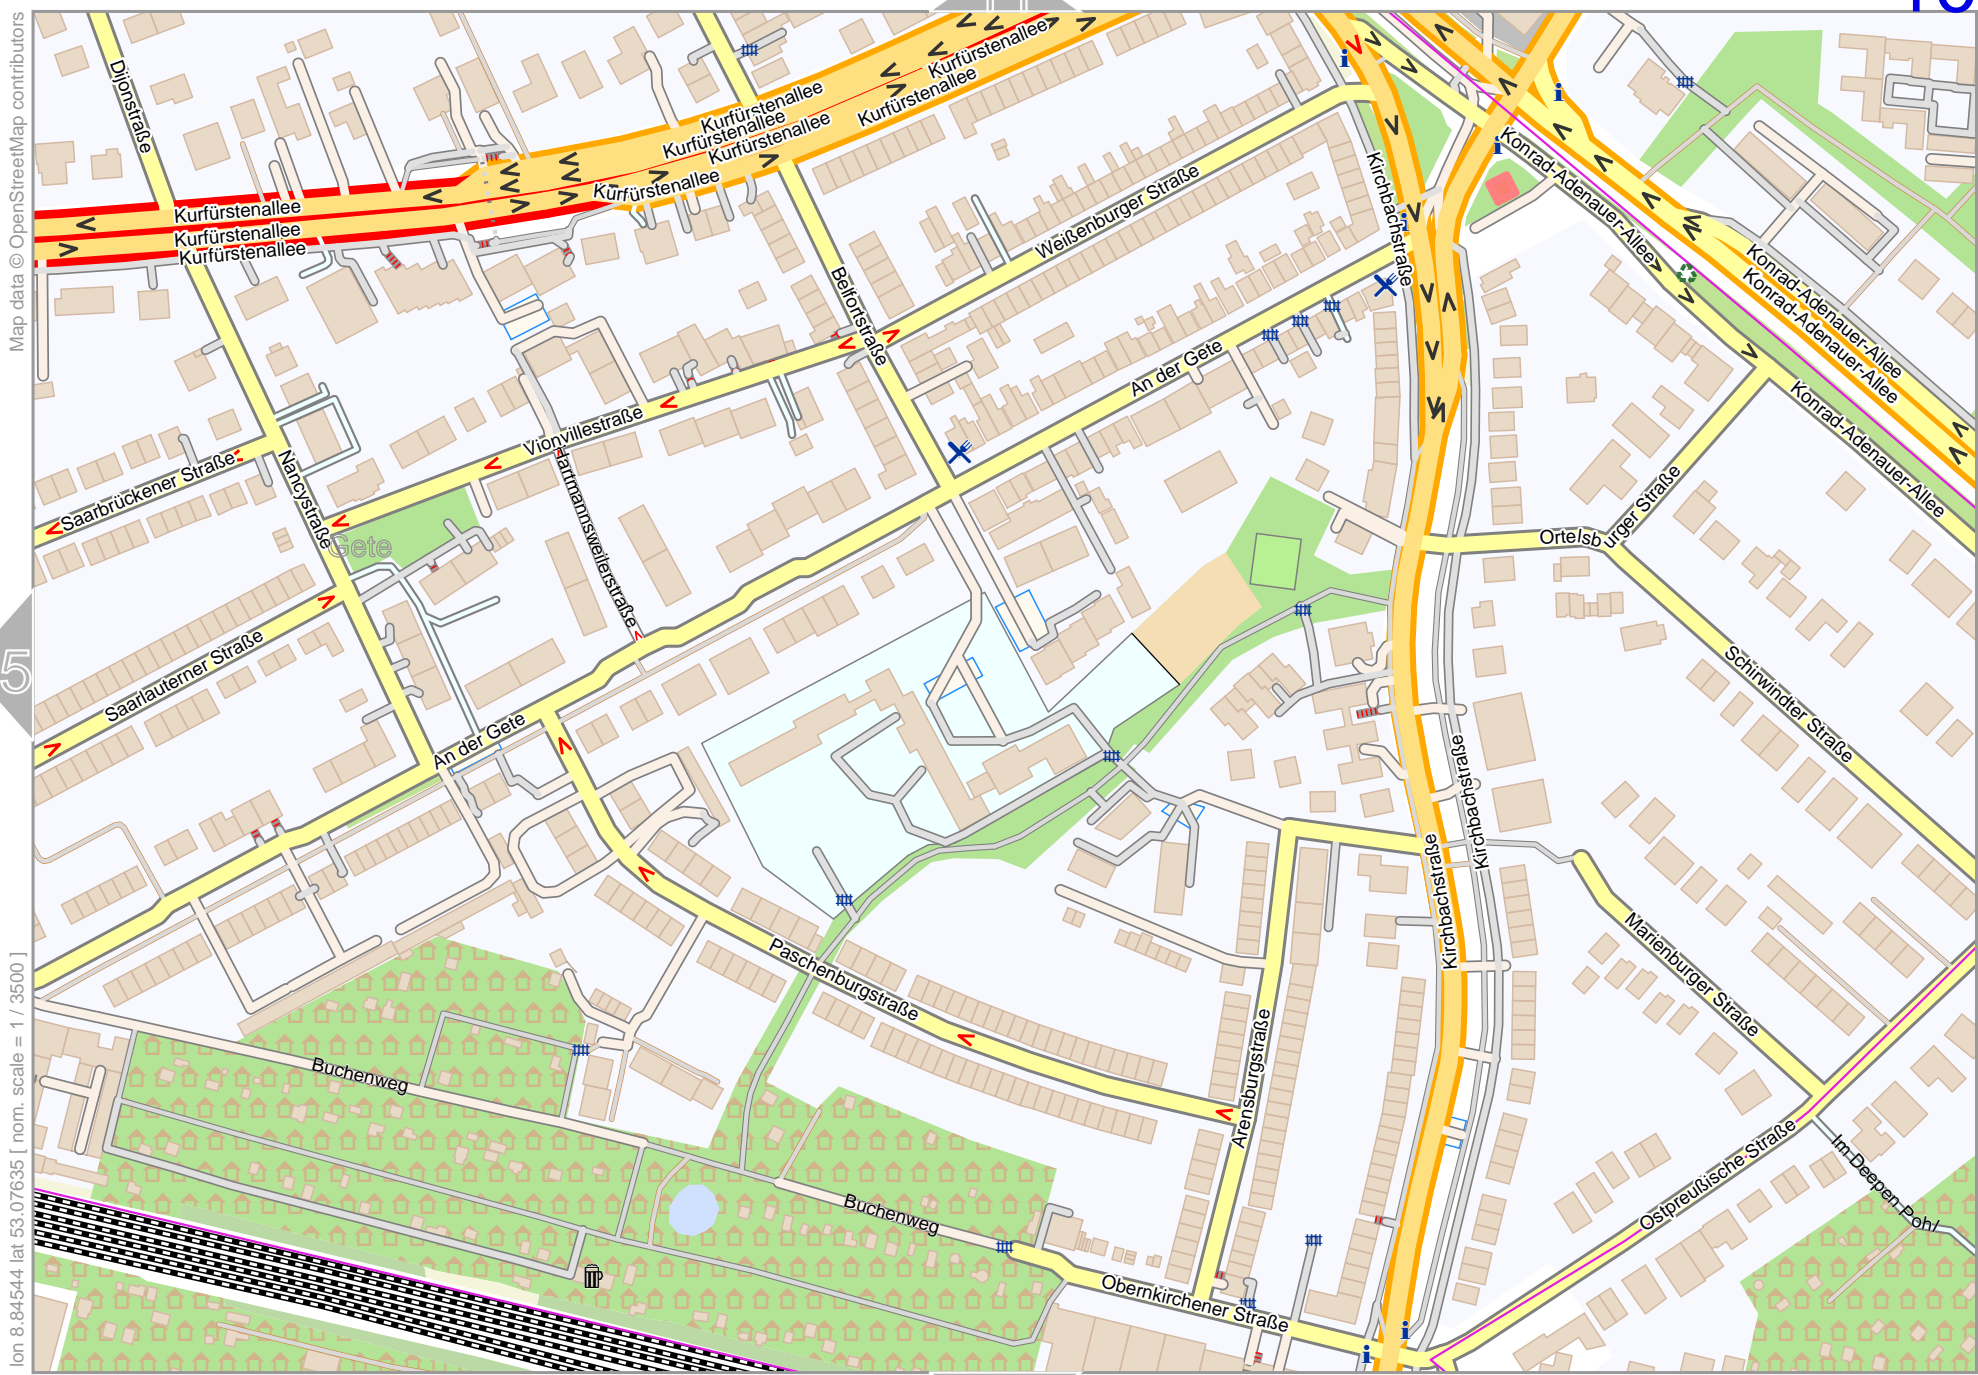 Map data © OpenStreetMap contributors
lon 8.84544 lat 53.07635 [ nom. scale = 1 / 3500 ]
5
Dijonstraße
Kurfürstenallee
Kurfürstenallee
Kurfürstenallee
Kurfürstenallee
Kurfürstenallee
Kurfürstenallee
Kurfürstenallee
Kurfürstenallee
Kurfürstenallee
Kurfürstenallee
Weißenburger Straße
Belfortstraße
Kirchbachstraße
Konrad-Adenauer-Allee
Konrad-Adenauer-Allee
Konrad-Adenauer-Allee
Konrad-Adenauer-Allee
An der Gete
Vionvillestraße
Hartmannsweilerstraße
Saarbrückener Straße
Nancystraße
Gete
Ortelsburger Straße
Saarlauterner Straße
An der Gete
Schirwindter Straße
Kirchbachstraße
Kirchbachstraße
Paschenburgstraße
Marienburger Straße
Arensburgstraße
Buchenweg
Buchenweg
Ostpreußische Straße
Im Deepen Pohl
Obernkirchener Straße